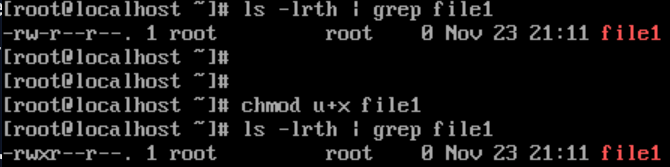 [root@localhost ~]# ls -lrth | grep file1
-rw-r--r--. 1 root        root    0 Nov 23 21:11 file1
[root@localhost ~]#
[root@localhost ~]#
[root@localhost ~]# chmod u+x file1
[root@localhost ~]# ls -lrth | grep file1
-rwxr--r--. 1 root        root    0 Nov 23 21:11 file1